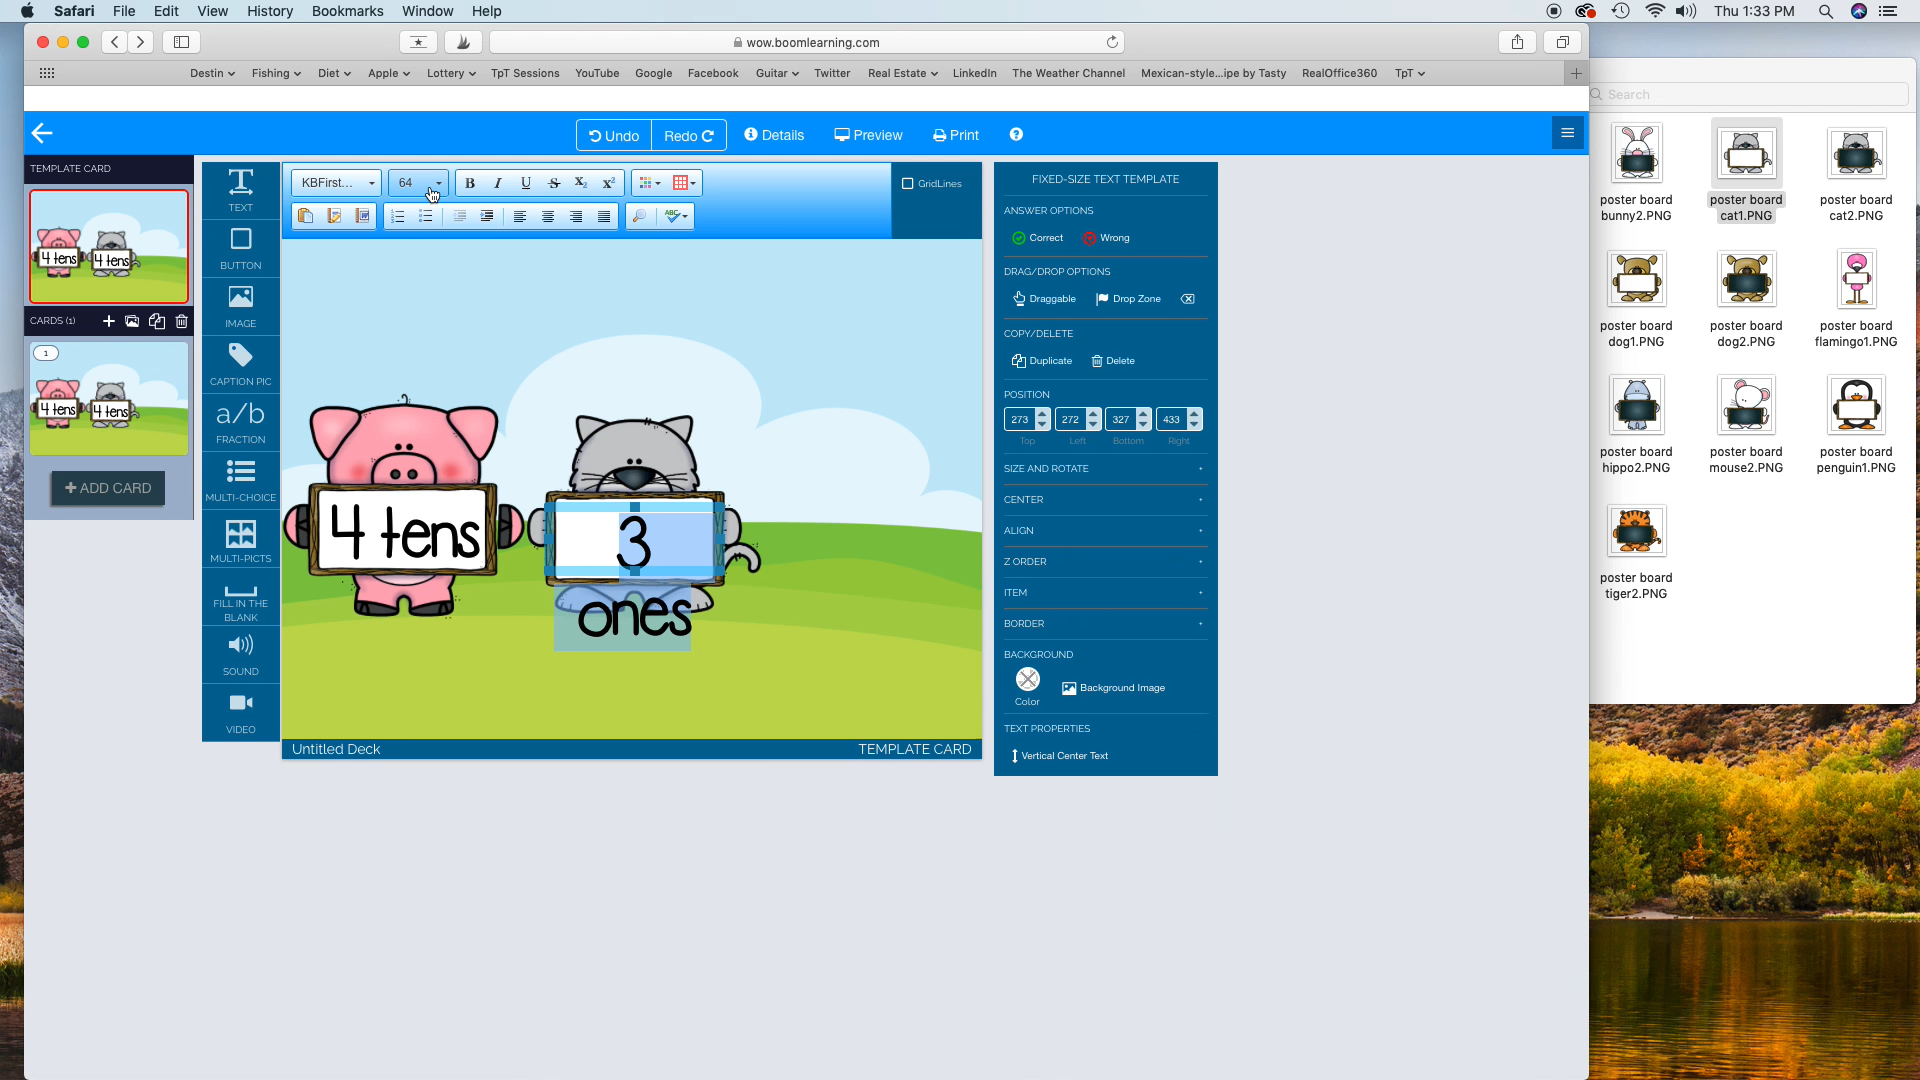 Safari File Edit View History Bookmarks Window Help
Thu 1:33 PM
wow.boomlearning.com
Destin Fishing Diet Apple Lottery TpT Sessions YouTube Google Facebook Guitar Twitter Real Estate LinkedIn The Weather Channel Mexican-style...ipe by Tasty RealOffice360 TpT
Search
Undo Redo Details Preview Print
TEMPLATE CARD
4 tens 4 tens
CARDS (1)
1
4 tens 4 tens
+ ADD CARD
TEXT
BUTTON
IMAGE
CAPTION PIC
a/b
FRACTION
MULTI-CHOICE
MULTI-PICTS
FILL IN THE
BLANK
SOUND
VIDEO
KBFirst... 64 B I U S X2 X2
ABC
GridLines
4 tens
3
ones
Untitled Deck TEMPLATE CARD
FIXED-SIZE TEXT TEMPLATE
ANSWER OPTIONS
Correct Wrong
DRAG/DROP OPTIONS
Draggable Drop Zone
COPY/DELETE
Duplicate Delete
POSITION
273 272 327 433
Top Left Bottom Right
SIZE AND ROTATE +
CENTER +
ALIGN +
Z ORDER +
ITEM +
BORDER +
BACKGROUND
Color Background Image
TEXT PROPERTIES
Vertical Center Text
poster board
bunny2.PNG
poster board
cat1.PNG
poster board
cat2.PNG
poster board
dog1.PNG
poster board
dog2.PNG
poster board
flamingo1.PNG
poster board
hippo2.PNG
poster board
mouse2.PNG
poster board
penguin1.PNG
poster board
tiger2.PNG